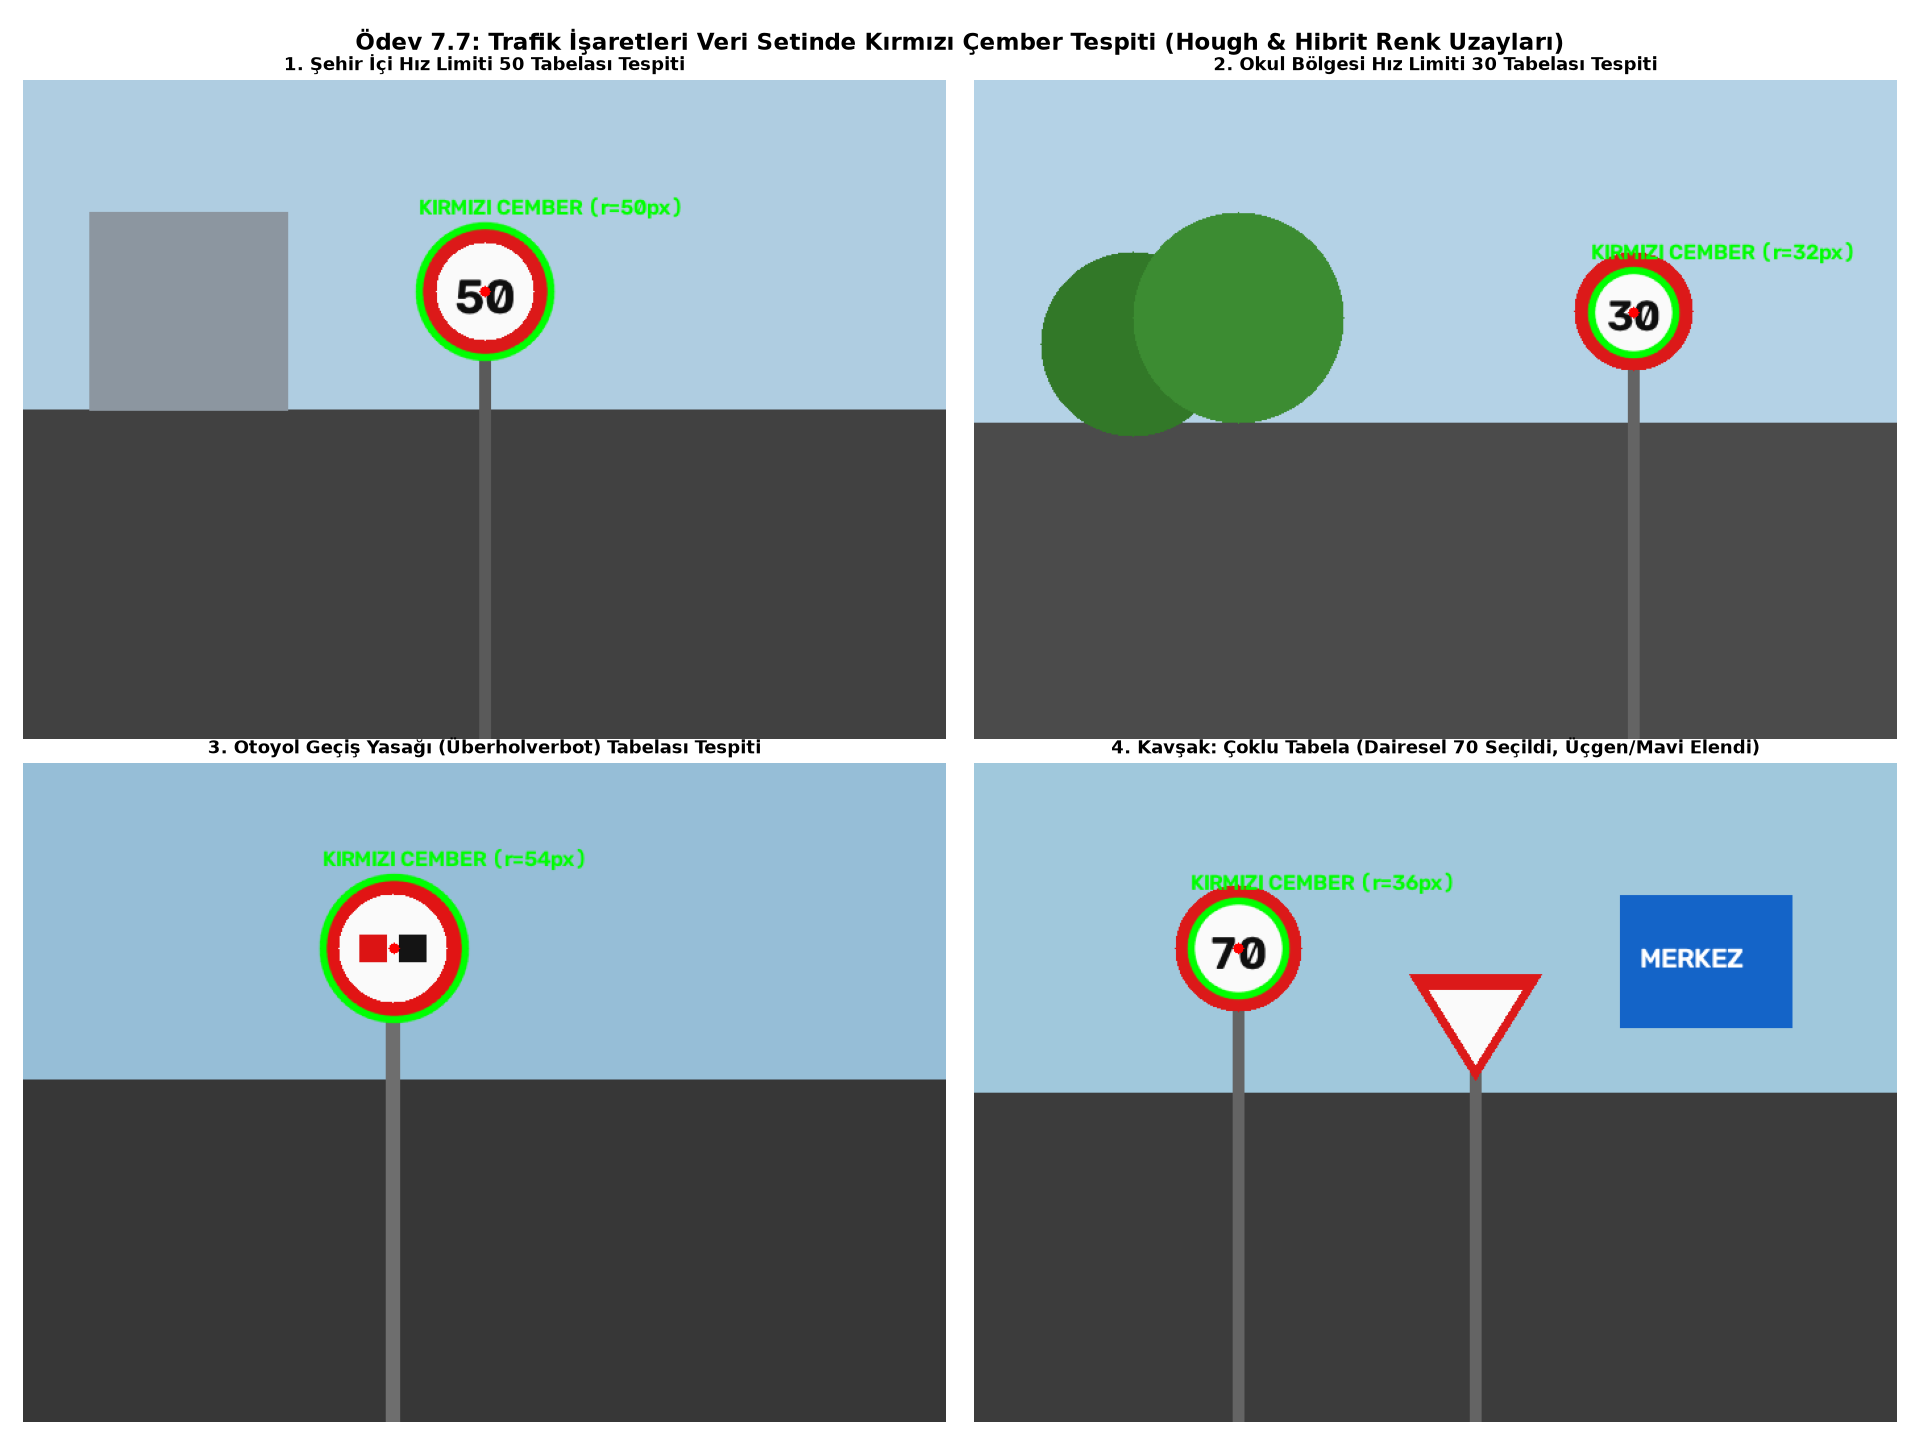 Ödev 7.7: Trafik İşaretleri Veri Setinde Kırmızı Çember Tespiti (Hough & Hibrit Renk Uzayları)
1. Şehir İçi Hız Limiti 50 Tabelası Tespiti
KIRMIZI CEMBER (r=50px)
50
2. Okul Bölgesi Hız Limiti 30 Tabelası Tespiti
KIRMIZI CEMBER (r=32px)
30
3. Otoyol Geçiş Yasağı (Überholverbot) Tabelası Tespiti
KIRMIZI CEMBER (r=54px)
4. Kavşak: Çoklu Tabela (Dairesel 70 Seçildi, Üçgen/Mavi Elendi)
KIRMIZI CEMBER (r=36px)
70
MERKEZ